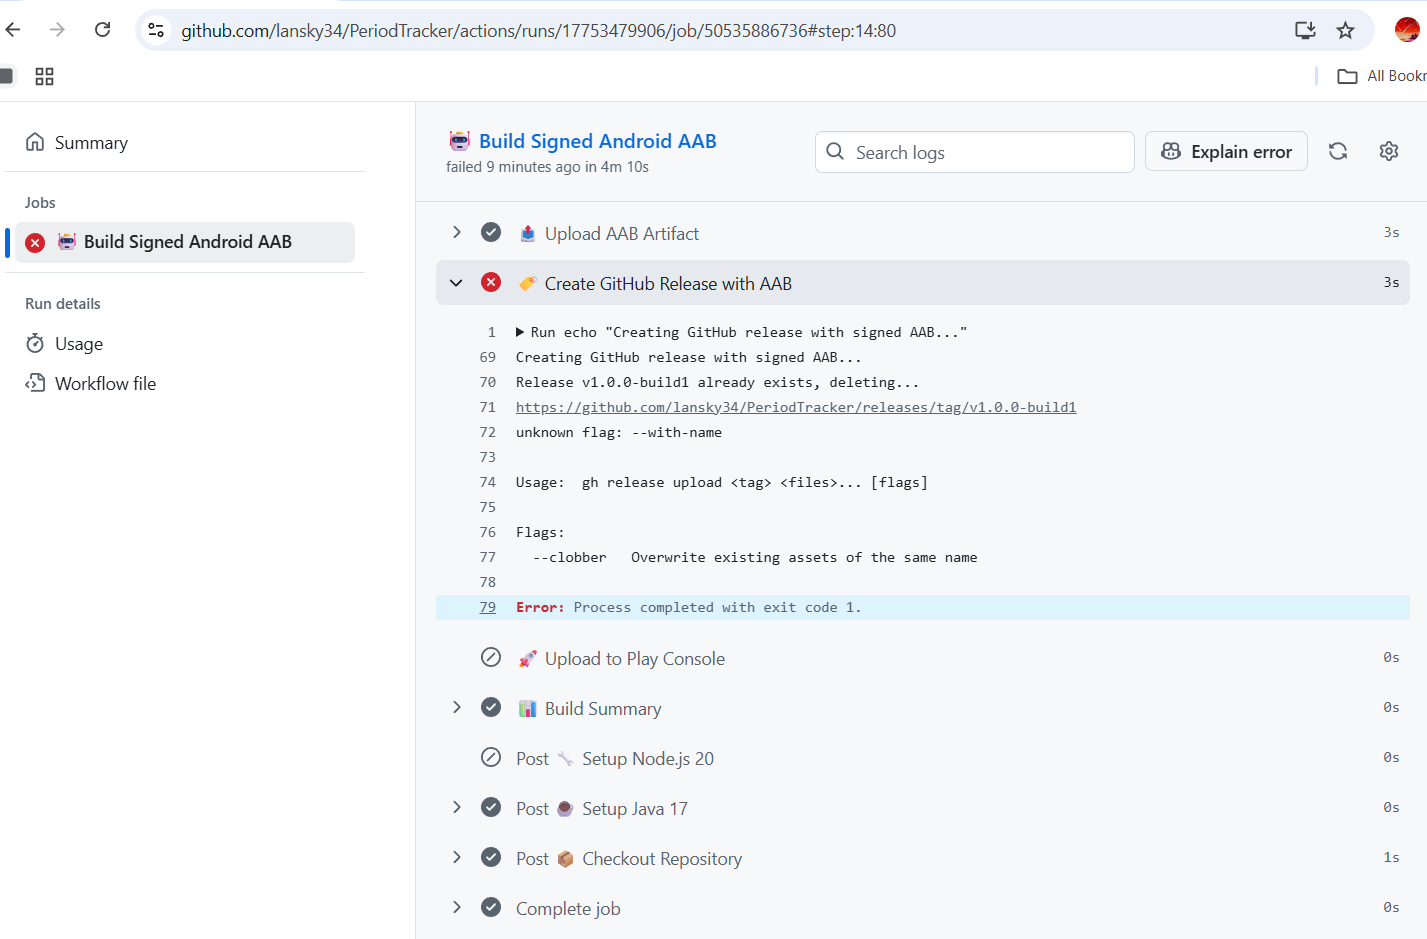 github.com/lansky34/PeriodTracker/actions/runs/17753479906/job/50535886736#step:14:80
All Bookr
Summary
Jobs
Build Signed Android AAB
Run details
Usage
Workflow file
Build Signed Android AAB
failed 9 minutes ago in 4m 10s
Search logs
Explain error
Upload AAB Artifact 3s
Create GitHub Release with AAB 3s
1 Run echo "Creating GitHub release with signed AAB..."
69 Creating GitHub release with signed AAB...
70 Release v1.0.0-build1 already exists, deleting...
71 https://github.com/lansky34/PeriodTracker/releases/tag/v1.0.0-build1
72 unknown flag: --with-name
73
74 Usage:  gh release upload <tag> <files>... [flags]
75
76 Flags:
77 --clobber   Overwrite existing assets of the same name
78
79 Error: Process completed with exit code 1.
Upload to Play Console 0s
Build Summary 0s
Post Setup Node.js 20 0s
Post Setup Java 17 0s
Post Checkout Repository 1s
Complete job 0s